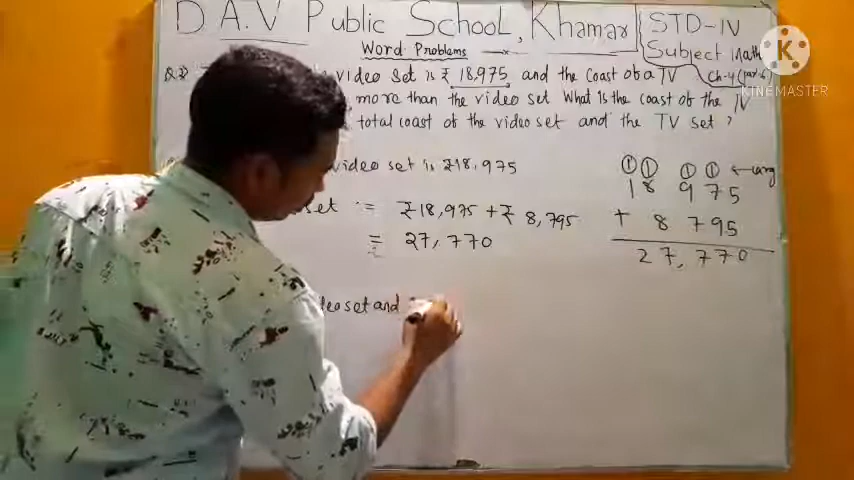 D A.V Public School, Khamar
STD-IV
Subject Math
Word Problems
Ch-4 (part-6)
KINEMASTER
Q.2 video set is ₹ 18,975 and the Coast of a TV
more than the video set What is the coast of the TV
total coast of the video set and the TV set ?
video set is ₹18,975
set := ₹18,975 + ₹ 8,795
= 27,770
1 1 1 1 ← carry
18 975
+ 8 795
27,770
video set and